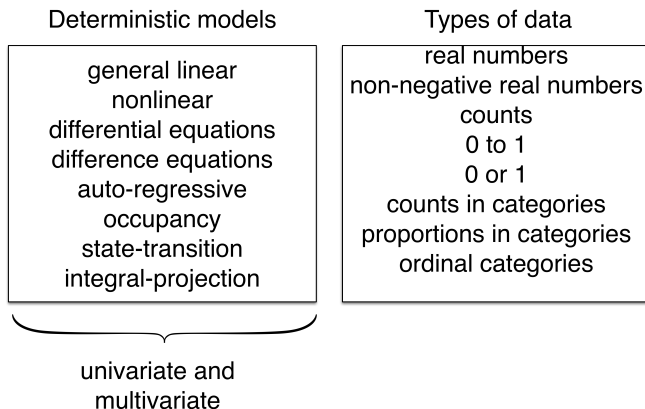 Deterministic models
general linear
nonlinear
differential equations
difference equations
auto-regressive
occupancy
state-transition
integral-projection
univariate and
multivariate
Types of data
real numbers
non-negative real numbers
counts
0 to 1
0 or 1
counts in categories
proportions in categories
ordinal categories